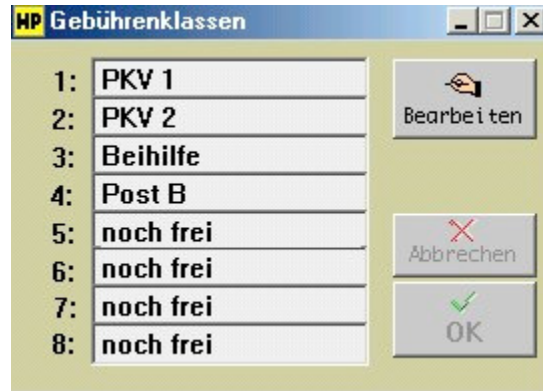 HP Gebührenklassen
1: PKV 1
2: PKV 2
3: Beihilfe
4: Post B
5: noch frei
6: noch frei
7: noch frei
8: noch frei
Bearbeiten
Abbrechen
OK